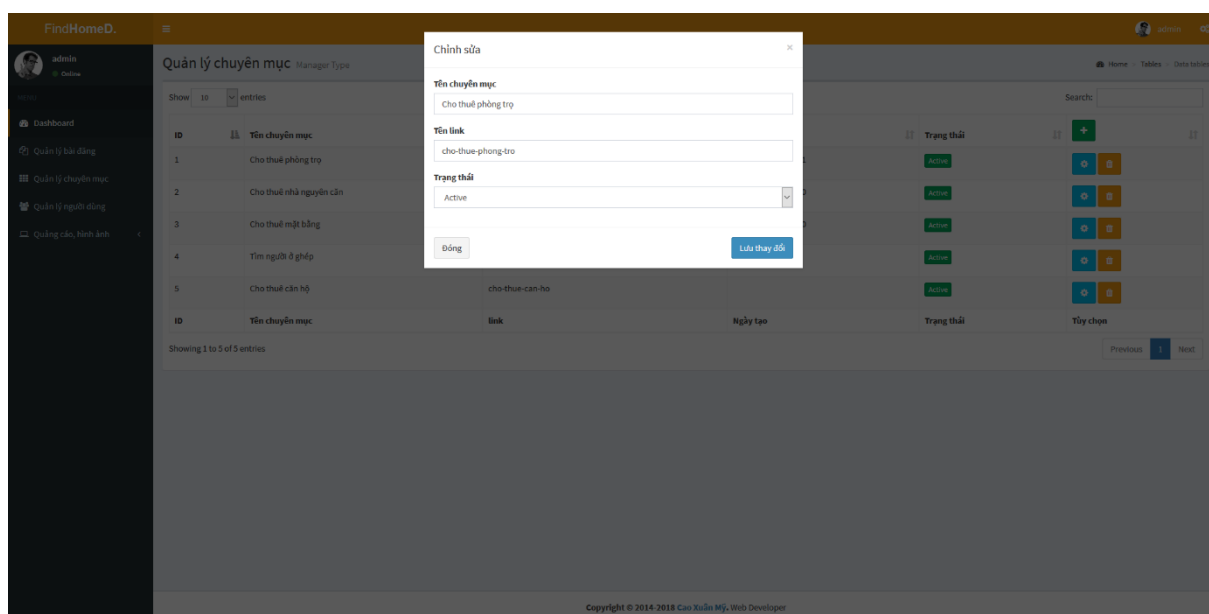 FindHomeD.
admin
admin
Online
Quản lý chuyên mục Manager Type
Home > Tables > Data tables
MENU
Dashboard
Quản lý bài đăng
Quản lý chuyên mục
Quản lý người dùng
Quảng cáo, hình ảnh
Chỉnh sửa
×
Tên chuyên mục
Cho thuê phòng trọ
Tên link
cho-thue-phong-tro
Trạng thái
Active
Đóng
Lưu thay đổi
Show 10 entries
Search:
ID Tên chuyên mục Trạng thái +
1 Cho thuê phòng trọ Active
2 Cho thuê nhà nguyên căn Active
3 Cho thuê mặt bằng Active
4 Tìm người ở ghép Active
5 Cho thuê căn hộ cho-thue-can-ho Active
ID Tên chuyên mục link Ngày tạo Trạng thái Tùy chọn
Showing 1 to 5 of 5 entries
Previous 1 Next
Copyright © 2014-2018 Cao Xuân Mỹ. Web Developer